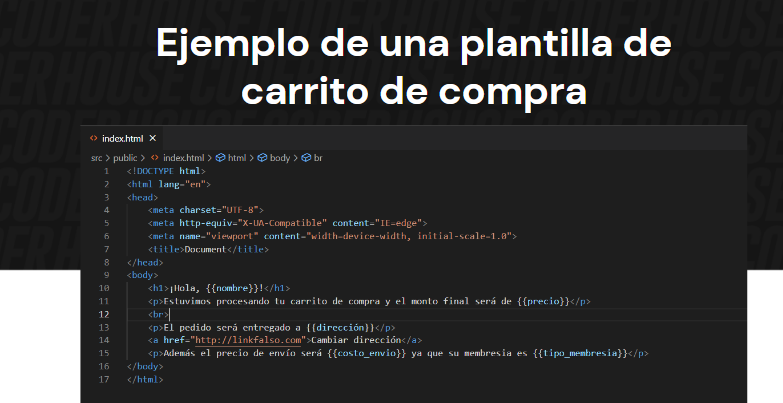 Ejemplo de una plantilla de
carrito de compra
<> index.html ×
src > public > <> index.html > html > body > br
1 <!DOCTYPE html>
2 <html lang="en">
3 <head>
4 <meta charset="UTF-8">
5 <meta http-equiv="X-UA-Compatible" content="IE=edge">
6 <meta name="viewport" content="width=device-width, initial-scale=1.0">
7 <title>Document</title>
8 </head>
9 <body>
10 <h1>¡Hola, {{nombre}}!</h1>
11 <p>Estuvimos procesando tu carrito de compra y el monto final será de {{precio}}</p>
12 <br>
13 <p>El pedido será entregado a {{dirección}}</p>
14 <a href="http://linkfalso.com">Cambiar dirección</a>
15 <p>Además el precio de envío será {{costo_envio}} ya que su membresia es {{tipo_membresia}}</p>
16 </body>
17 </html>